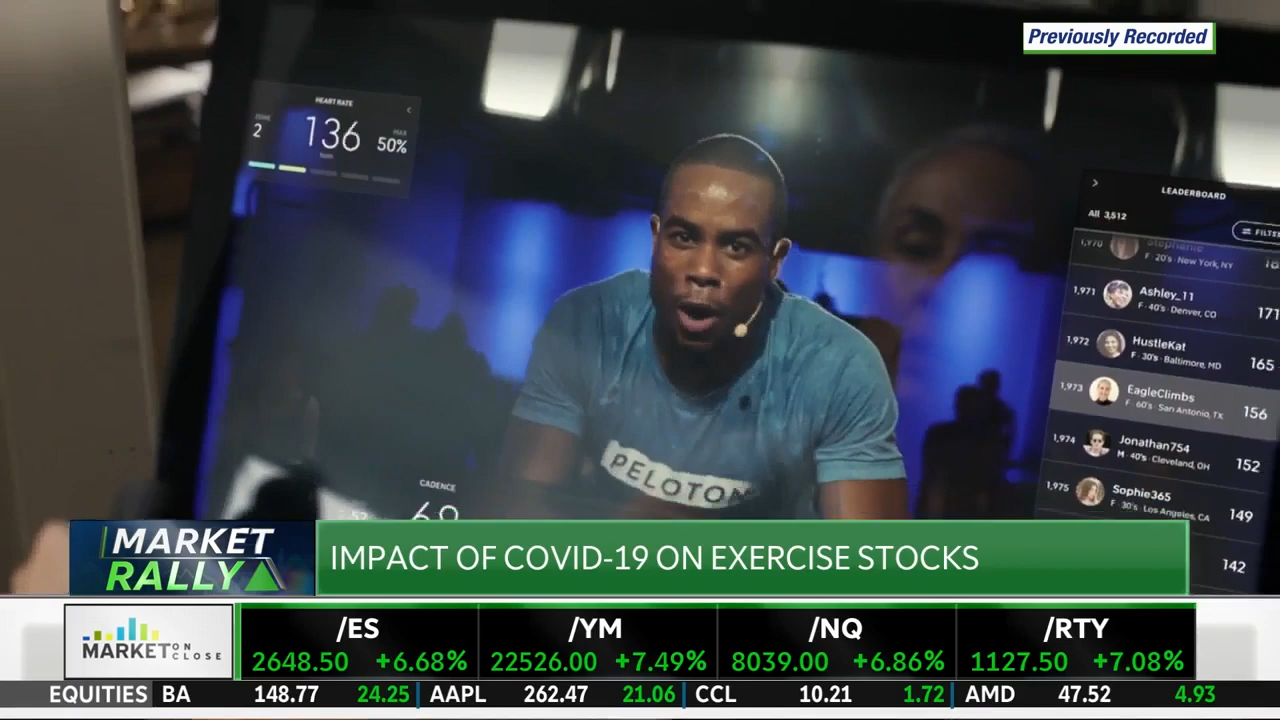 Previously Recorded
HEART RATE
ZONE
2
136
bpm
MAX
50%
LEADERBOARD
All 3,512
FILTER
1,970 Stephanie
F · 20's · New York, NY
1,971 Ashley_11 171
F · 40's · Denver, CO
1,972 HustleKat 165
F · 30's · Baltimore, MD
1,973 EagleClimbs 156
F · 60's · San Antonio, TX
1,974 Jonathan754 152
M · 40's · Cleveland, OH
1,975 Sophie365 149
F · 30's · Los Angeles, CA
142
PELOTON
CADENCE
69
MARKET
RALLY
IMPACT OF COVID-19 ON EXERCISE STOCKS
MARKET ON CLOSE
/ES /YM /NQ /RTY
2648.50 +6.68% 22526.00 +7.49% 8039.00 +6.86% 1127.50 +7.08%
EQUITIES BA 148.77 24.25 AAPL 262.47 21.06 CCL 10.21 1.72 AMD 47.52 4.93